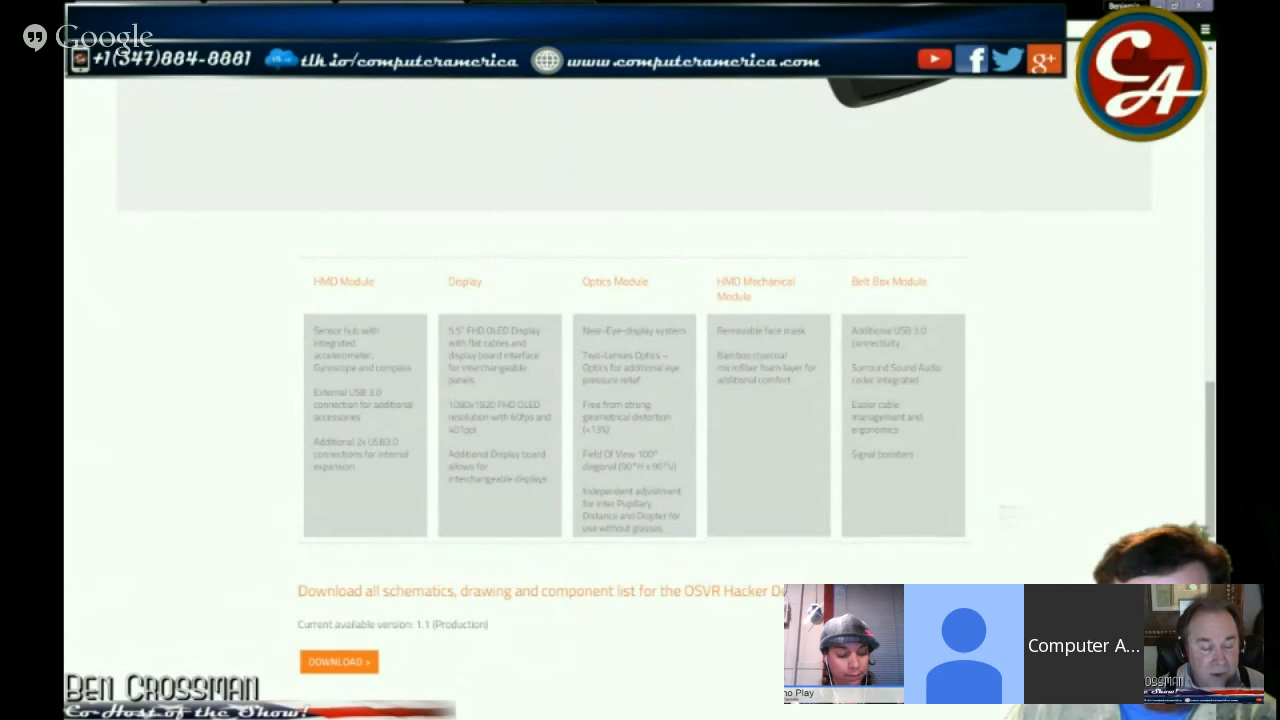 Benjamin
Google
+1(347)884-8881 tlk.io/computeramerica www.computeramerica.com
CA
HMD Module
Sensor hub with
integrated
accelerometer,
Gyroscope and compass
External USB 3.0
connection for additional
accessories
Additional 2x USB3.0
connections for internal
expansion
Display
5.5" FHD OLED Display
with flat cables and
display board interface
for interchangeable
panels
1080x1920 FHD OLED
resolution with 60fps and
401ppi
Additional Display board
allows for
interchangeable displays
Optics Module
Near-Eye-display system
Two-Lenses Optics –
Optics for additional eye
pressure relief
Free from strong
geometrical distortion
(<13%)
Field Of View 100°
diagonal (90°H x 90°V)
Independent adjustment
for inter Pupillary
Distance and Diopter for
use without glasses
HMD Mechanical
Module
Removable face mask
Bamboo charcoal
microfiber foam layer for
additional comfort
Belt Box Module
Additional USB 3.0
connectivity
Surround Sound Audio
codec integrated
Easier cable
management and
ergonomics
Signal boosters
Download all schematics, drawing and component list for the OSVR Hacker De
Current available version: 1.1 (Production)
DOWNLOAD >
Computer A...
no Play
BEN CROSSMAN
Co-Host of the Show!